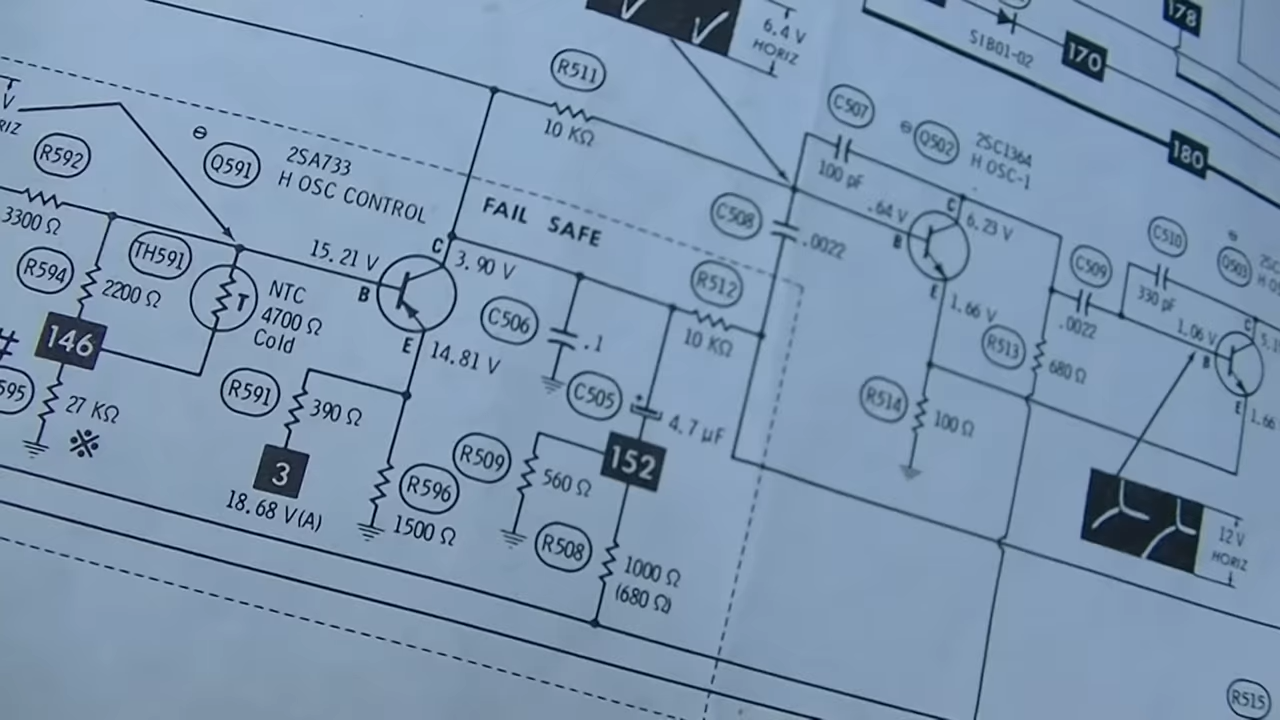 6.4 V
HORIZ
178
S1B01-02
170
180
R511
10 KΩ
C507
100 pF
Q502
2SC1364
H OSC-1
V
R592
3300 Ω
Q591
2SA733
H OSC CONTROL
FAIL SAFE
C508
.0022
.64 V
B
C
6.23 V
E
1.66 V
C509
.0022
C510
330 pF
Q503
1.06 V
B
C
E
1.66
R594
2200 Ω
TH591
NTC
4700 Ω
Cold
T
15.21 V
B
C
3.90 V
E
14.81 V
C506
.1
R512
10 KΩ
R513
680 Ω
R514
100 Ω
#
146
595
27 KΩ
※
R591
390 Ω
3
18.68 V(A)
R596
1500 Ω
C505
4.7 µF
R509
560 Ω
152
R508
1000 Ω
(680 Ω)
12 V
HORIZ
R515